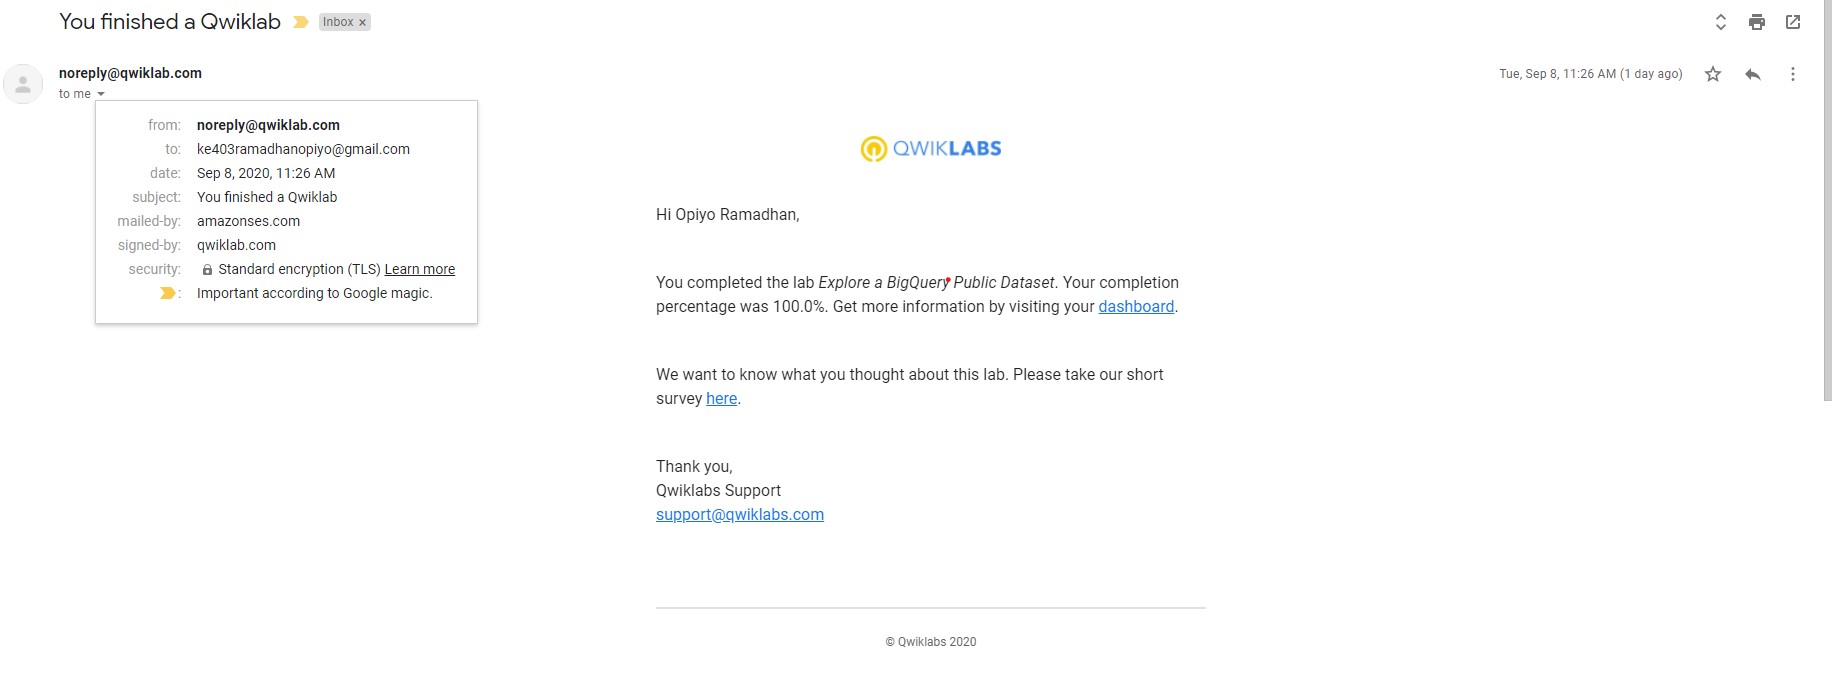 You finished a Qwiklab Inbox x
noreply@qwiklab.com Tue, Sep 8, 11:26 AM (1 day ago)
to me
from: noreply@qwiklab.com
to: ke403ramadhanopiyo@gmail.com
date: Sep 8, 2020, 11:26 AM
subject: You finished a Qwiklab
mailed-by: amazonses.com
signed-by: qwiklab.com
security: Standard encryption (TLS) Learn more
: Important according to Google magic.
QWIKLABS
Hi Opiyo Ramadhan,
You completed the lab Explore a BigQuery Public Dataset. Your completion
percentage was 100.0%. Get more information by visiting your dashboard.
We want to know what you thought about this lab. Please take our short
survey here.
Thank you,
Qwiklabs Support
support@qwiklabs.com
© Qwiklabs 2020